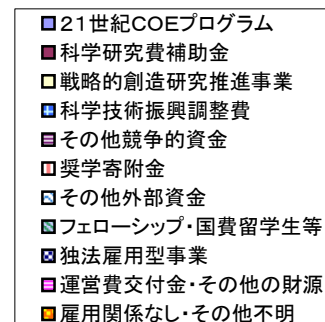 21世紀COEプログラム
科学研究費補助金
戦略的創造研究推進事業
科学技術振興調整費
その他競争的資金
奨学寄附金
その他外部資金
フェローシップ・国費留学生等
独法雇用型事業
運営費交付金・その他の財源
雇用関係なし・その他不明